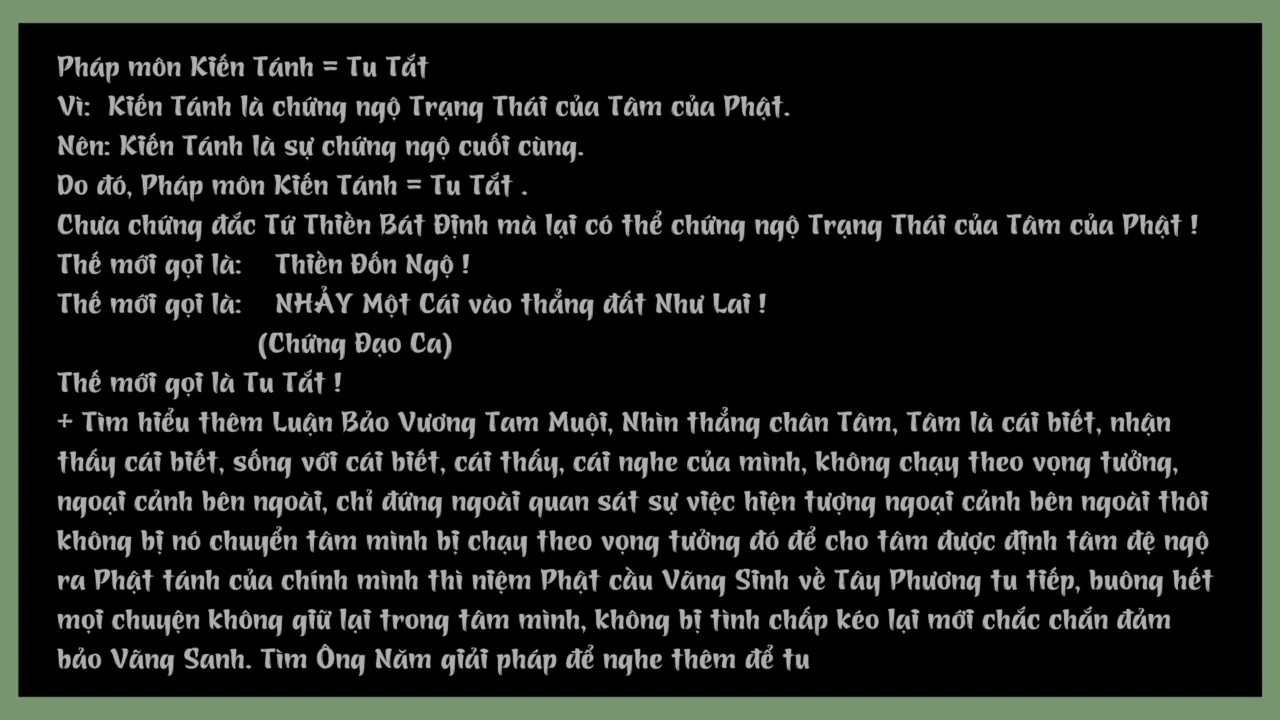 Pháp môn Kiến Tánh = Tu Tắt
Vì: Kiến Tánh là chứng ngộ Trạng Thái của Tâm của Phật.
Nên: Kiến Tánh là sự chứng ngộ cuối cùng.
Do đó, Pháp môn Kiến Tánh = Tu Tắt .
Chưa chứng đắc Tứ Thiền Bát Định mà lại có thể chứng ngộ Trạng Thái của Tâm của Phật !
Thế mới gọi là: Thiền Đốn Ngộ !
Thế mới gọi là: NHẢY Một Cái vào thẳng đất Như Lai !
(Chứng Đạo Ca)
Thế mới gọi là Tu Tắt !
+ Tìm hiểu thêm Luận Bảo Vương Tam Muội, Nhìn thẳng chân Tâm, Tâm là cái biết, nhận
thấy cái biết, sống với cái biết, cái thấy, cái nghe của mình, không chạy theo vọng tưởng,
ngoại cảnh bên ngoài, chỉ đứng ngoài quan sát sự việc hiện tượng ngoại cảnh bên ngoài thôi
không bị nó chuyển tâm mình bị chạy theo vọng tưởng đó để cho tâm được định tâm đệ ngộ
ra Phật tánh của chính mình thì niệm Phật cầu Vãng Sinh về Tây Phương tu tiếp, buông hết
mọi chuyện không giữ lại trong tâm mình, không bị tình chấp kéo lại mới chắc chắn đảm
bảo Vãng Sanh. Tìm Ông Năm giải pháp để nghe thêm để tu